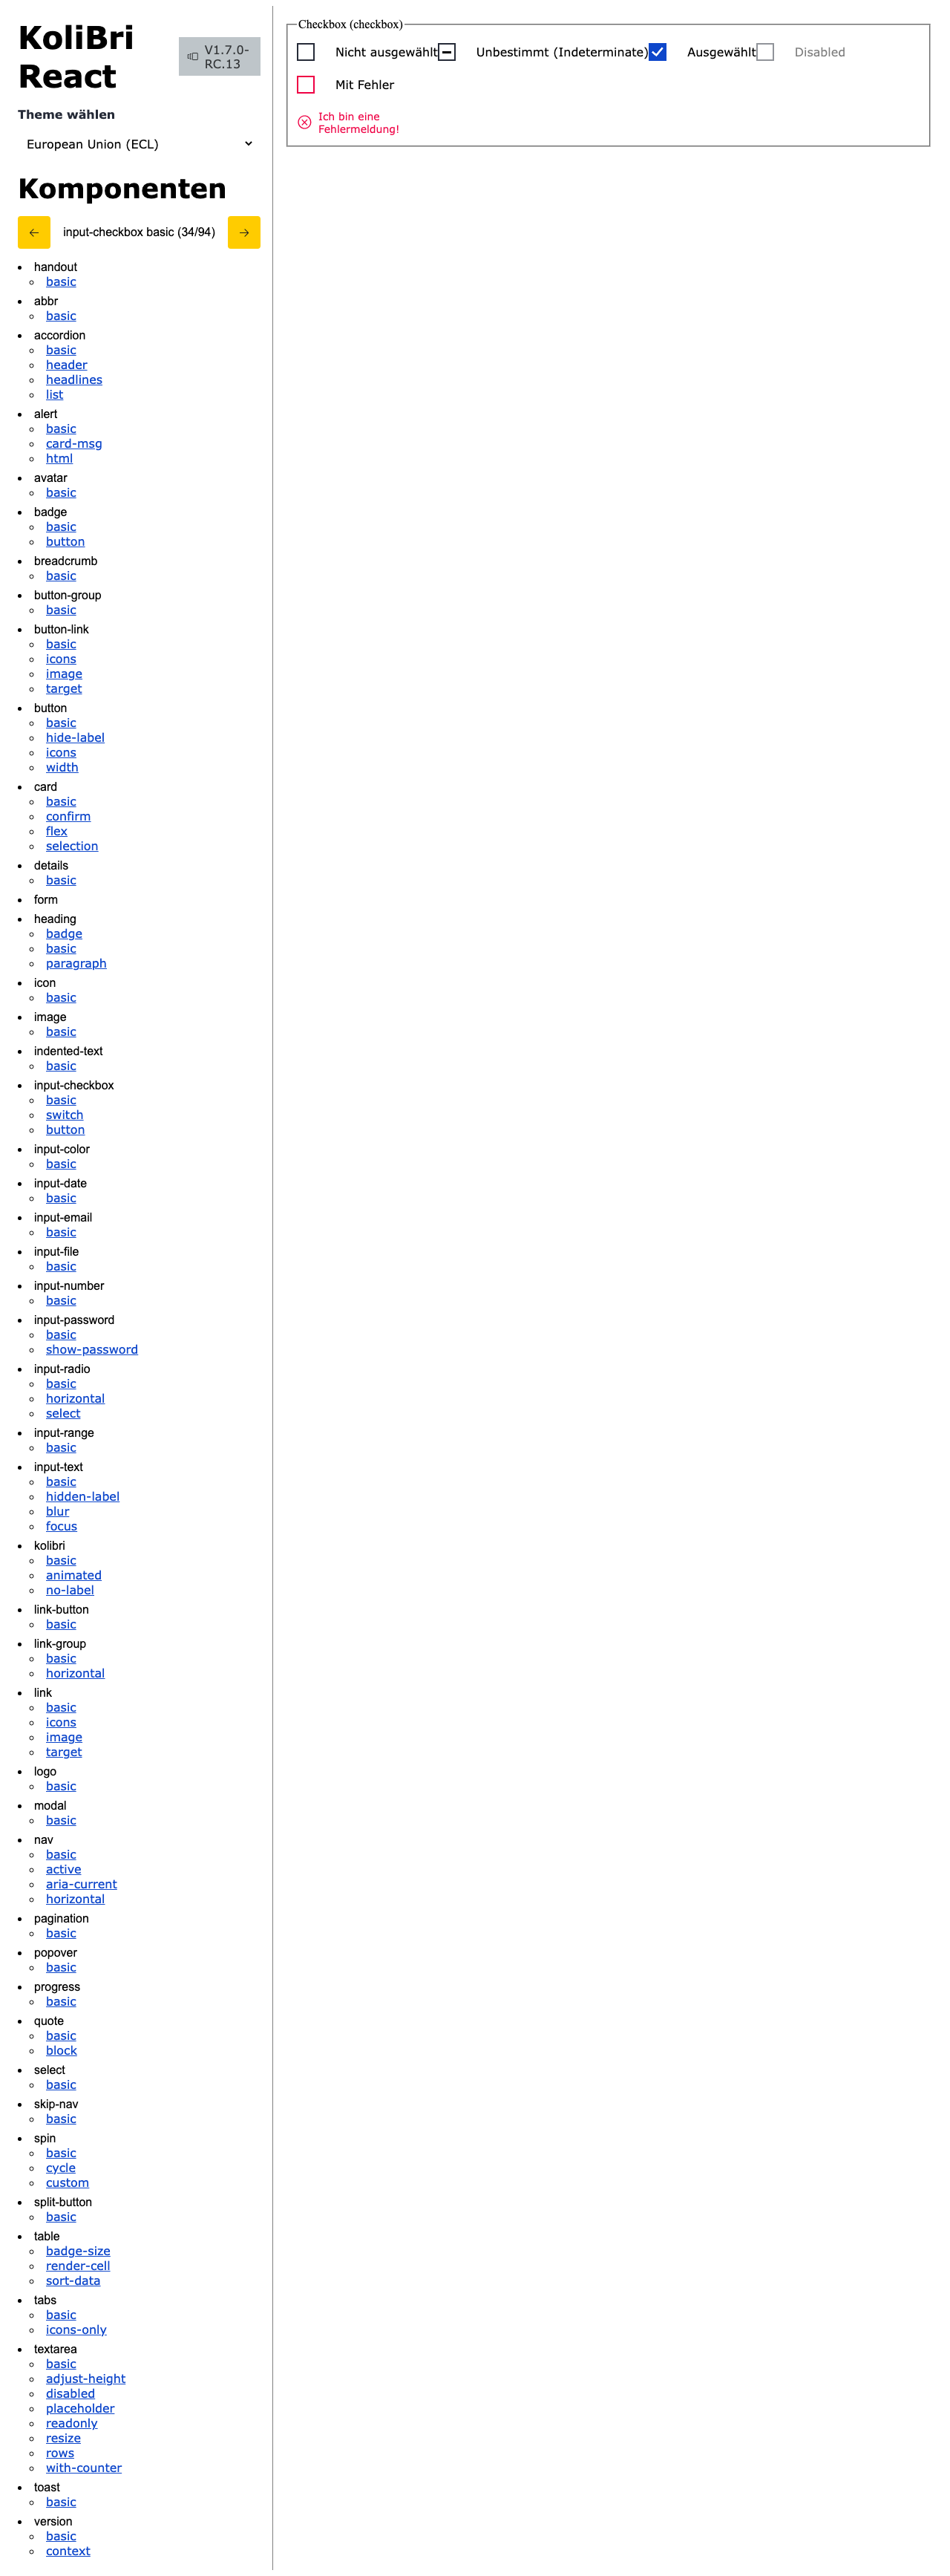 KoliBri
React
V1.7.0-
RC.13
Theme wählen
European Union (ECL)
Komponenten
input-checkbox basic (34/94)
handout
basic
abbr
basic
accordion
basic
header
headlines
list
alert
basic
card-msg
html
avatar
basic
badge
basic
button
breadcrumb
basic
button-group
basic
button-link
basic
icons
image
target
button
basic
hide-label
icons
width
card
basic
confirm
flex
selection
details
basic
form
heading
badge
basic
paragraph
icon
basic
image
basic
indented-text
basic
input-checkbox
basic
switch
button
input-color
basic
input-date
basic
input-email
basic
input-file
basic
input-number
basic
input-password
basic
show-password
input-radio
basic
horizontal
select
input-range
basic
input-text
basic
hidden-label
blur
focus
kolibri
basic
animated
no-label
link-button
basic
link-group
basic
horizontal
link
basic
icons
image
target
logo
basic
modal
basic
nav
basic
active
aria-current
horizontal
pagination
basic
popover
basic
progress
basic
quote
basic
block
select
basic
skip-nav
basic
spin
basic
cycle
custom
split-button
basic
table
badge-size
render-cell
sort-data
tabs
basic
icons-only
textarea
basic
adjust-height
disabled
placeholder
readonly
resize
rows
with-counter
toast
basic
version
basic
context
Checkbox (checkbox)
Nicht ausgewählt Unbestimmt (Indeterminate) Ausgewählt Disabled
Mit Fehler
Ich bin eine
Fehlermeldung!